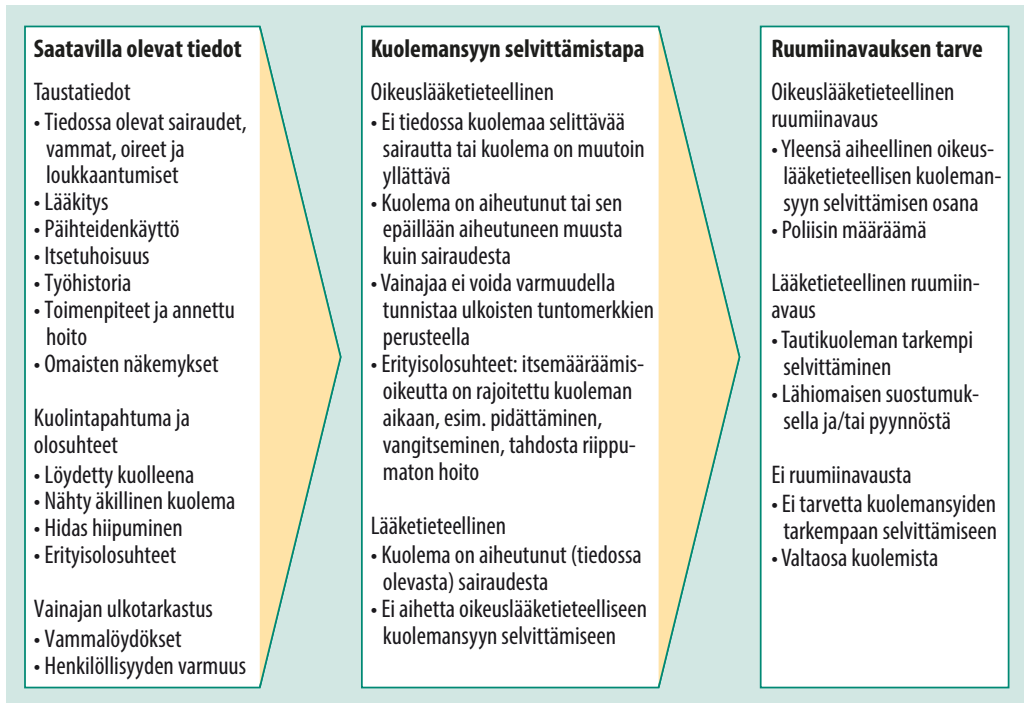 Saatavilla olevat tiedot
Taustatiedot
• Tiedossa olevat sairaudet,
vammat, oireet ja
loukkaantumiset
• Lääkitys
• Päihteidenkäyttö
• Itsetuhoisuus
• Työhistoria
• Toimenpiteet ja annettu
hoito
• Omaisten näkemykset
Kuolintapahtuma ja
olosuhteet
• Löydetty kuolleena
• Nähty äkillinen kuolema
• Hidas hiipuminen
• Erityisolosuhteet
Vainajan ulkotarkastus
• Vammalöydökset
• Henkilöllisyyden varmuus
Kuolemansyyn selvittämistapa
Oikeuslääketieteellinen
• Ei tiedossa kuolemaa selittävää
sairautta tai kuolema on muutoin
yllättävä
• Kuolema on aiheutunut tai sen
epäillään aiheutuneen muusta
kuin sairaudesta
• Vainajaa ei voida varmuudella
tunnistaa ulkoisten tuntomerkkien
perusteella
• Erityisolosuhteet: itsemääräämis-
oikeutta on rajoitettu kuoleman
aikaan, esim. pidättäminen,
vangitseminen, tahdosta riippu-
maton hoito
Lääketieteellinen
• Kuolema on aiheutunut (tiedossa
olevasta) sairaudesta
• Ei aihetta oikeuslääketieteelliseen
kuolemansyyn selvittämiseen
Ruumiinavauksen tarve
Oikeuslääketieteellinen
ruumiinavaus
• Yleensä aiheellinen oikeus-
lääketieteellisen kuoleman-
syyn selvittämisen osana
• Poliisin määräämä
Lääketieteellinen ruumiin-
avaus
• Tautikuoleman tarkempi
selvittäminen
• Lähiomaisen suostumuk-
sella ja/tai pyynnöstä
Ei ruumiinavausta
• Ei tarvetta kuolemansyiden
tarkempaan selvittämiseen
• Valtaosa kuolemista